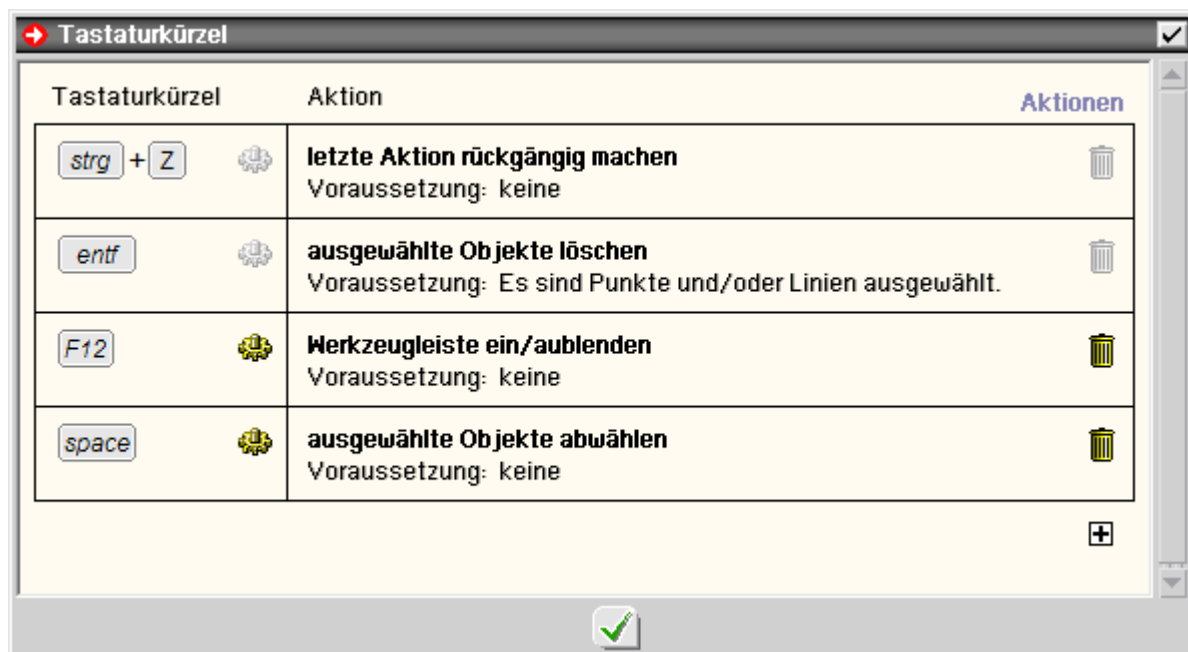 Tastaturkürzel
Tastaturkürzel Aktion Aktionen
strg + Z letzte Aktion rückgängig machen
Voraussetzung: keine
entf ausgewählte Objekte löschen
Voraussetzung: Es sind Punkte und/oder Linien ausgewählt.
F12 Werkzeugleiste ein/aublenden
Voraussetzung: keine
space ausgewählte Objekte abwählen
Voraussetzung: keine